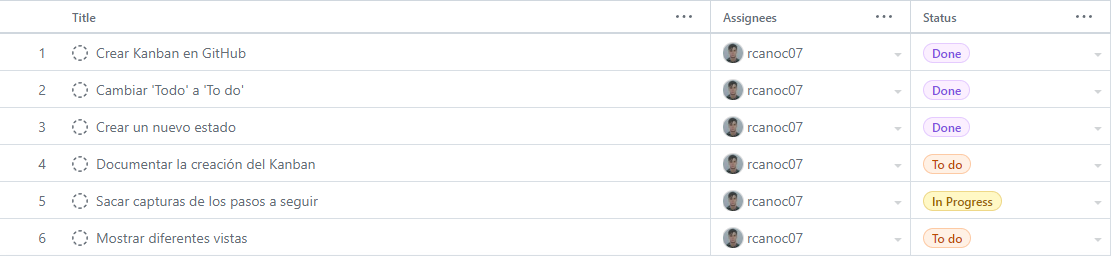 Title ... Assignees ... Status ...
1 Crear Kanban en GitHub rcanoc07 Done
2 Cambiar 'Todo' a 'To do' rcanoc07 Done
3 Crear un nuevo estado rcanoc07 Done
4 Documentar la creación del Kanban rcanoc07 To do
5 Sacar capturas de los pasos a seguir rcanoc07 In Progress
6 Mostrar diferentes vistas rcanoc07 To do